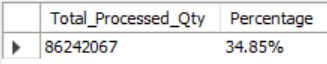 Total_Processed_Qty Percentage
86242067 34.85%